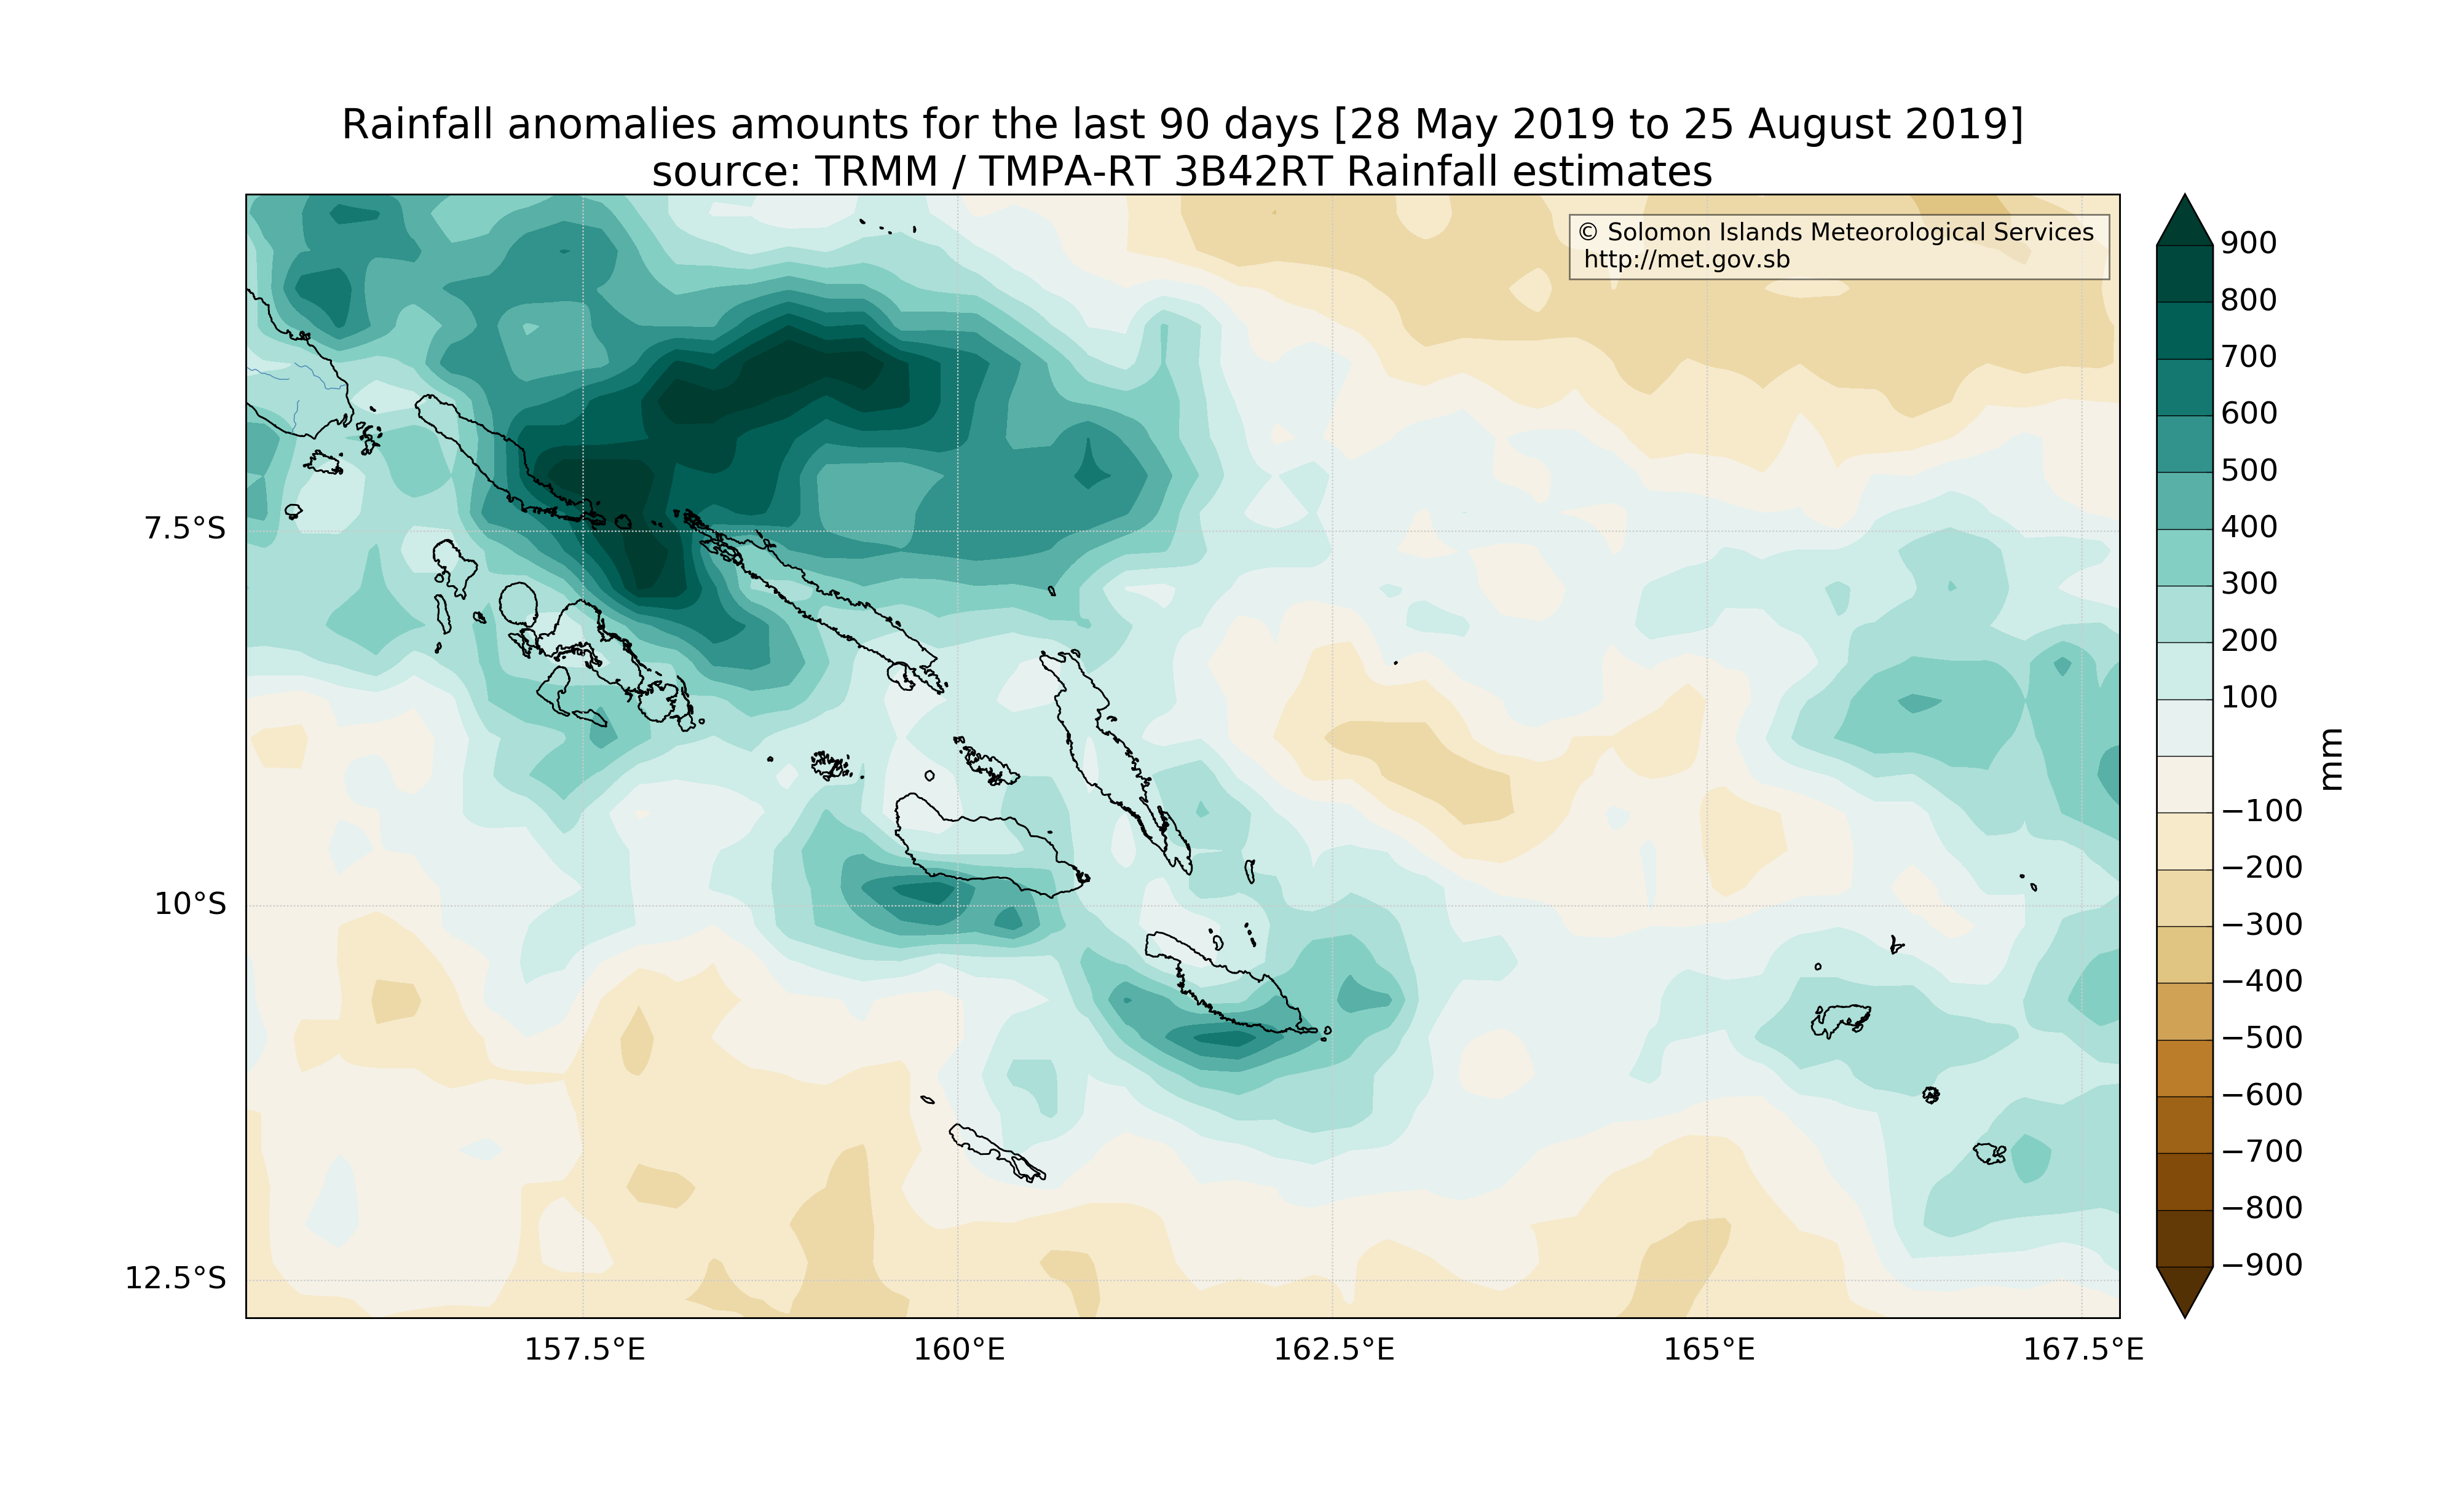 Rainfall anomalies amounts for the last 90 days [28 May 2019 to 25 August 2019]
source: TRMM / TMPA-RT 3B42RT Rainfall estimates
© Solomon Islands Meteorological Services
http://met.gov.sb
7.5°S
10°S
12.5°S
157.5°E
160°E
162.5°E
165°E
167.5°E
900
800
700
600
500
400
300
200
100
−100
−200
−300
−400
−500
−600
−700
−800
−900
mm